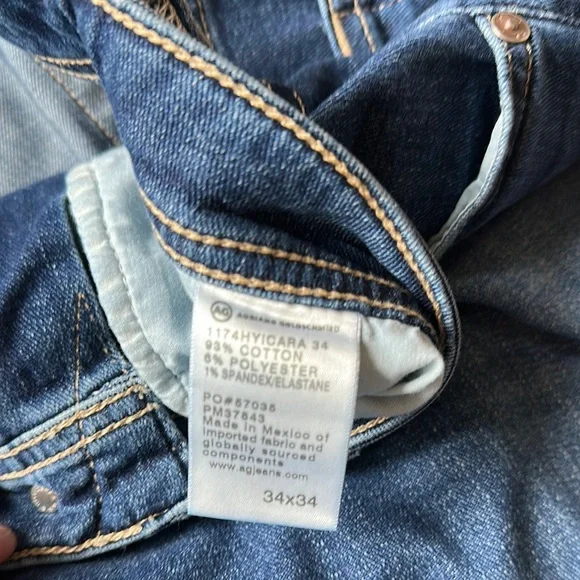 AG ADRIANO GOLDSCHMIED
1174HYICARA 34
93% COTTON
6% POLYESTER
1% SPANDEX/ELASTANE
PO#57035
PM37843
Made in Mexico of
imported fabric and
globally sourced
components
www.agjeans.com
34x34